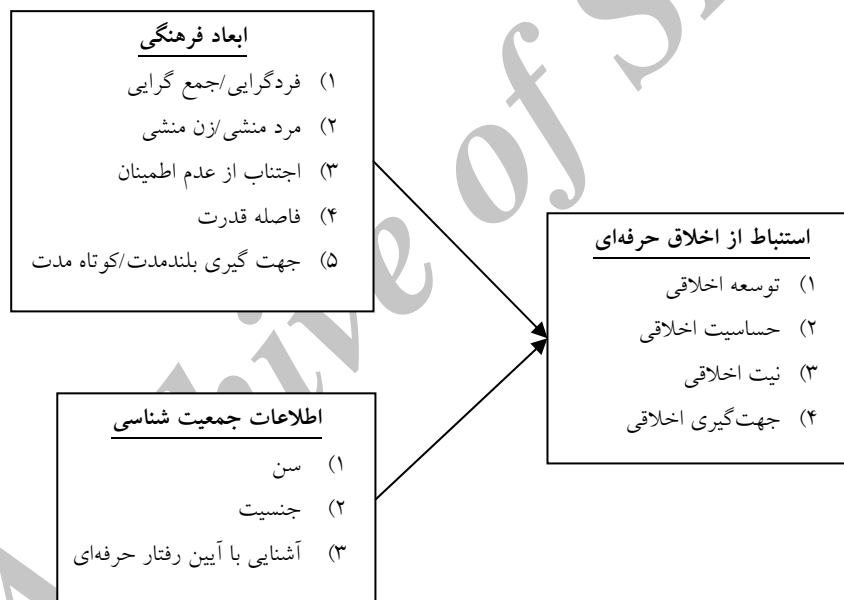 ابعاد فرهنگی
۱) فردگرایی/جمع گرایی
۲) مرد منشی/زن منشی
۳) اجتناب از عدم اطمینان
۴) فاصله قدرت
۵) جهت گیری بلندمدت/کوتاه مدت
استنباط از اخلاق حرفه‌ای
۱) توسعه اخلاقی
۲) حساسیت اخلاقی
۳) نیت اخلاقی
۴) جهت‌گیری اخلاقی
اطلاعات جمعیت شناسی
۱) سن
۲) جنسیت
۳) آشنایی با آیین رفتار حرفه‌ای
Archive of S